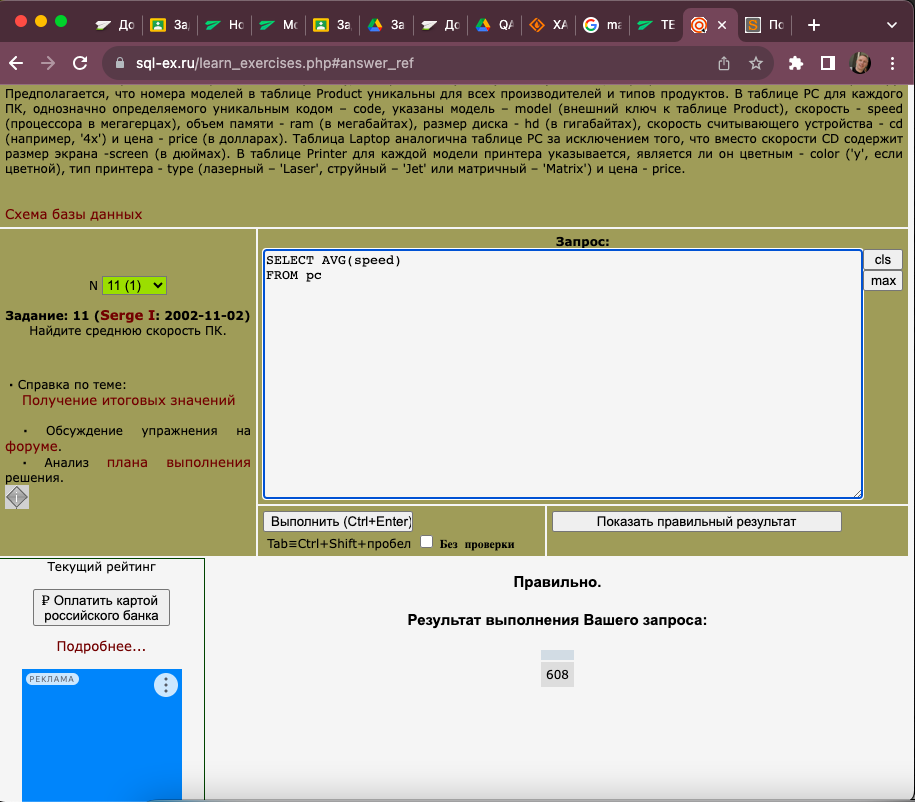 До
За
Но
Мо
За
За
До
QA
ХА
ma
ТЕ
По
sql-ex.ru/learn_exercises.php#answer_ref
Предполагается, что номера моделей в таблице Product уникальны для всех производителей и типов продуктов. В таблице PC для каждого
ПК, однозначно определяемого уникальным кодом – code, указаны модель – model (внешний ключ к таблице Product), скорость - speed
(процессора в мегагерцах), объем памяти - ram (в мегабайтах), размер диска - hd (в гигабайтах), скорость считывающего устройства - cd
(например, '4x') и цена - price (в долларах). Таблица Laptop аналогична таблице РС за исключением того, что вместо скорости CD содержит
размер экрана -screen (в дюймах). В таблице Printer для каждой модели принтера указывается, является ли он цветным - color ('y', если
цветной), тип принтера - type (лазерный – 'Laser', струйный – 'Jet' или матричный – 'Matrix') и цена - price.
Схема базы данных
Запрос:
SELECT AVG(speed)
FROM pc
cls
max
N 11 (1)
Задание: 11 (Serge I: 2002-11-02)
Найдите среднюю скорость ПК.
• Справка по теме:
Получение итоговых значений
• Обсуждение упражнения на
форуме.
• Анализ плана выполнения
решения.
Выполнить (Ctrl+Enter)
Показать правильный результат
Tab≡Ctrl+Shift+пробел
Без проверки
Текущий рейтинг
₽ Оплатить картой
российского банка
Подробнее...
РЕКЛАМА
Правильно.
Результат выполнения Вашего запроса:
608